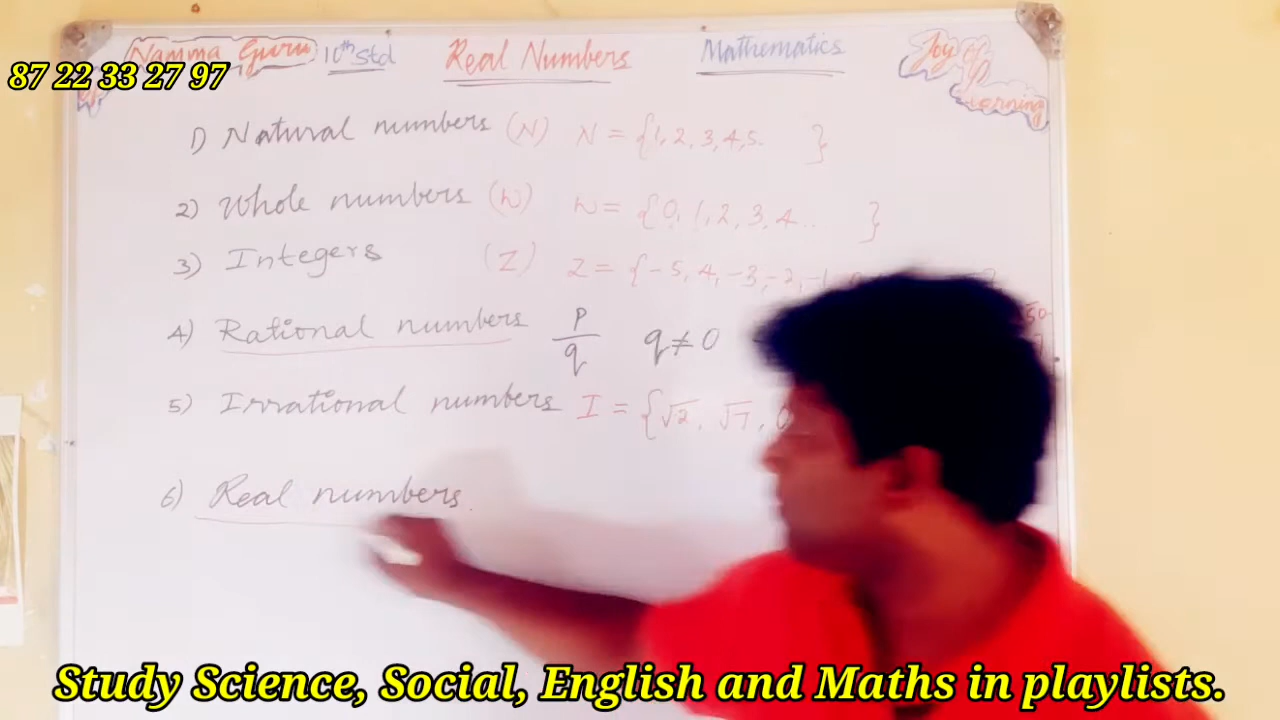 Namma Guru 10th Std Real Numbers Mathematics Joy of Learning
87 22 33 27 97
1) Natural numbers (N) N = {1, 2, 3, 4, 5. }
2) Whole numbers (W) W = {0, 1, 2, 3, 4.. }
3) Integers (Z) Z = {-5, 4, -3, -2, -1,
4) Rational numbers p/q q≠0
5) Irrational numbers I = {√2, √7, 0
6) Real numbers.
Study Science, Social, English and Maths in playlists.